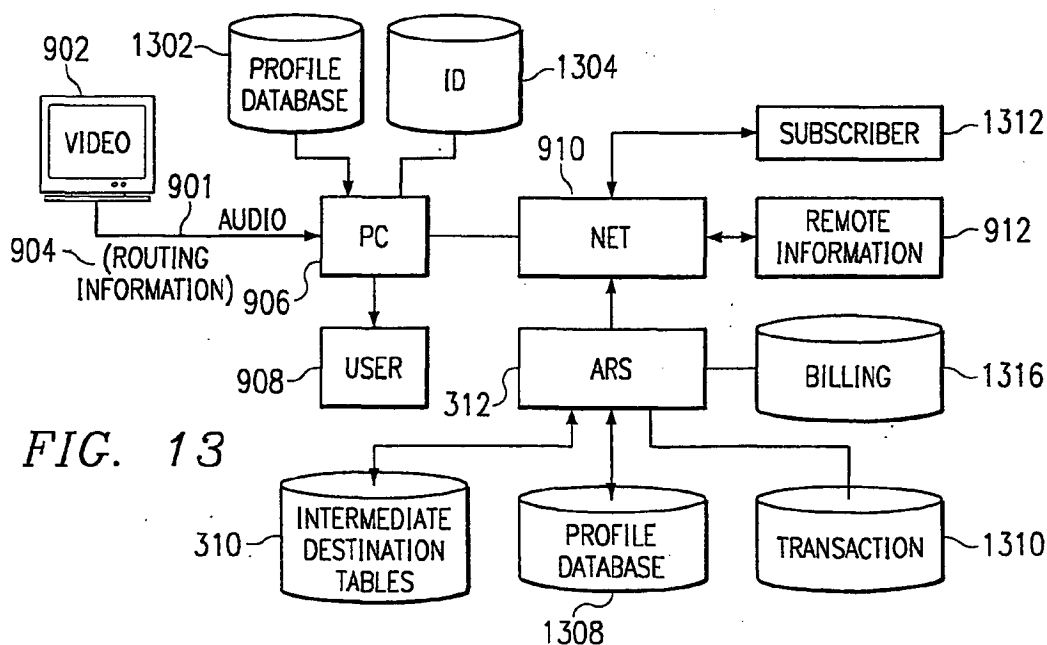 1302
902
PROFILE
DATABASE
ID
1304
VIDEO
901
AUDIO
904
(ROUTING
INFORMATION)
PC
906
910
NET
SUBSCRIBER
1312
REMOTE
INFORMATION
912
USER
908
ARS
312
BILLING
1316
FIG. 13
310
INTERMEDIATE
DESTINATION
TABLES
PROFILE
DATABASE
1308
TRANSACTION
1310